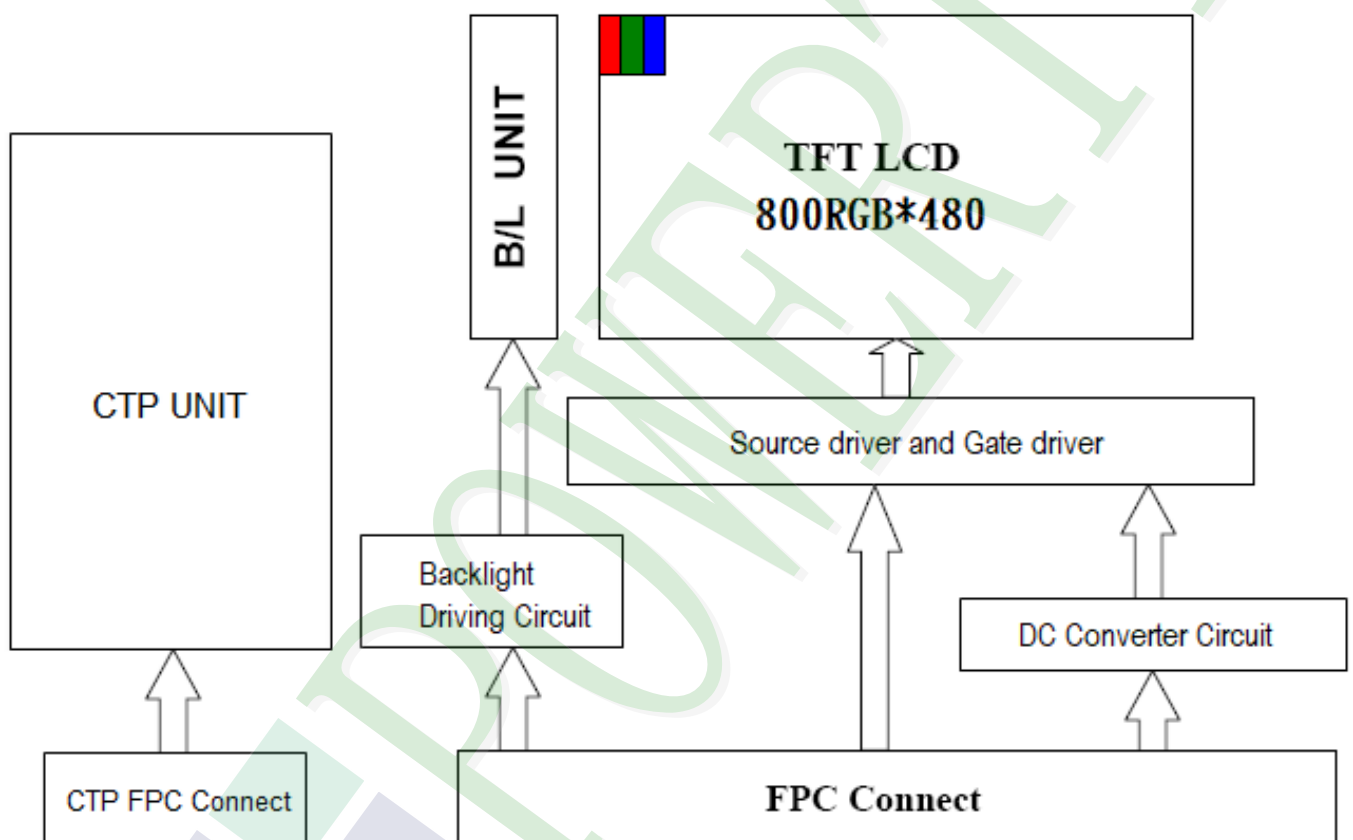 B/L UNIT
TFT LCD
800RGB*480
CTP UNIT
Source driver and Gate driver
Backlight
Driving Circuit
DC Converter Circuit
CTP FPC Connect
FPC Connect